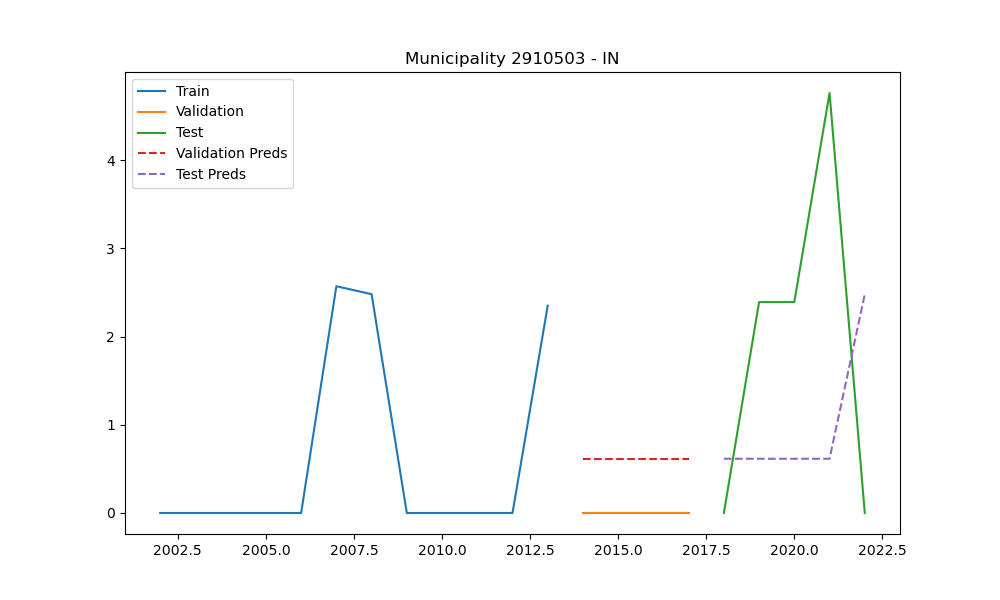 Municipality 2910503 - IN
Train
Validation
Test
Validation Preds
Test Preds
4
3
2
1
0
2002.5 2005.0 2007.5 2010.0 2012.5 2015.0 2017.5 2020.0 2022.5